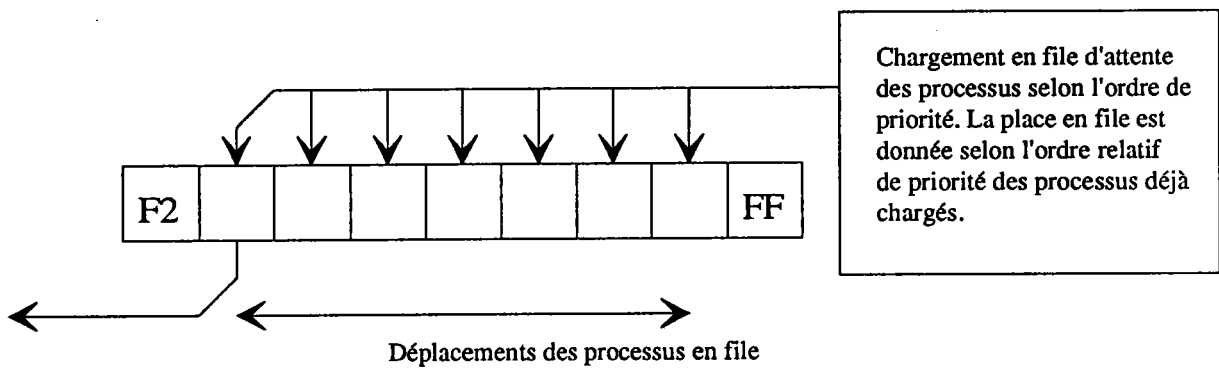 Chargement en file d'attente
des processus selon l'ordre de
priorité. La place en file est
donnée selon l'ordre relatif
de priorité des processus déjà
chargés.
F2
FF
Déplacements des processus en file